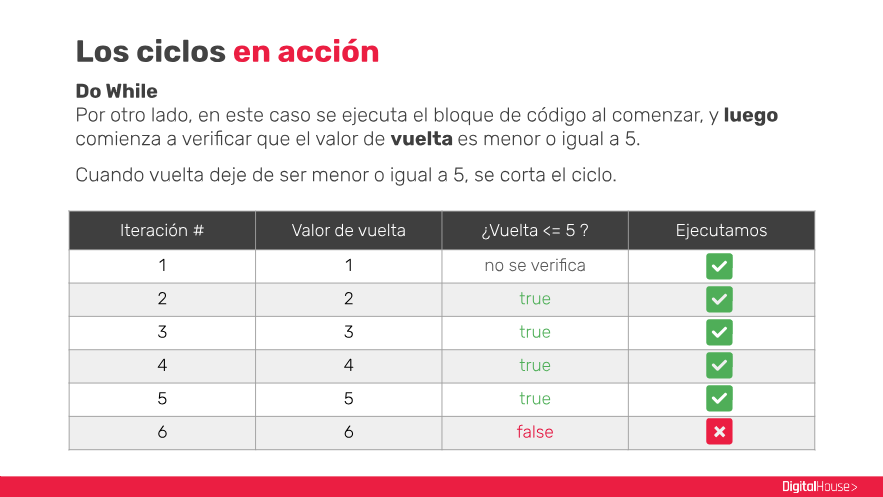 Los ciclos en acción
Do While
Por otro lado, en este caso se ejecuta el bloque de código al comenzar, y luego
comienza a verificar que el valor de vuelta es menor o igual a 5.
Cuando vuelta deje de ser menor o igual a 5, se corta el ciclo.
Iteración # Valor de vuelta ¿Vuelta <= 5 ? Ejecutamos
1 1 no se verifica
2 2 true
3 3 true
4 4 true
5 5 true
6 6 false
DigitalHouse>